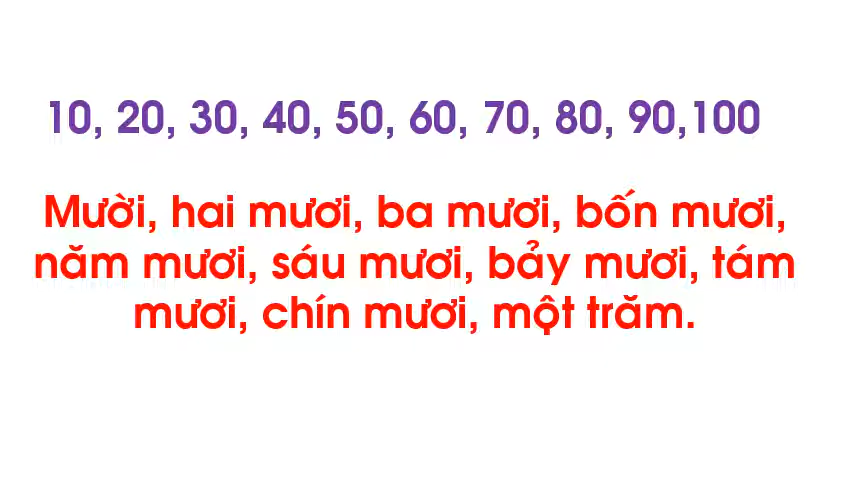 10, 20, 30, 40, 50, 60, 70, 80, 90,100
Mười, hai mươi, ba mươi, bốn mươi,
năm mươi, sáu mươi, bảy mươi, tám
mươi, chín mươi, một trăm.